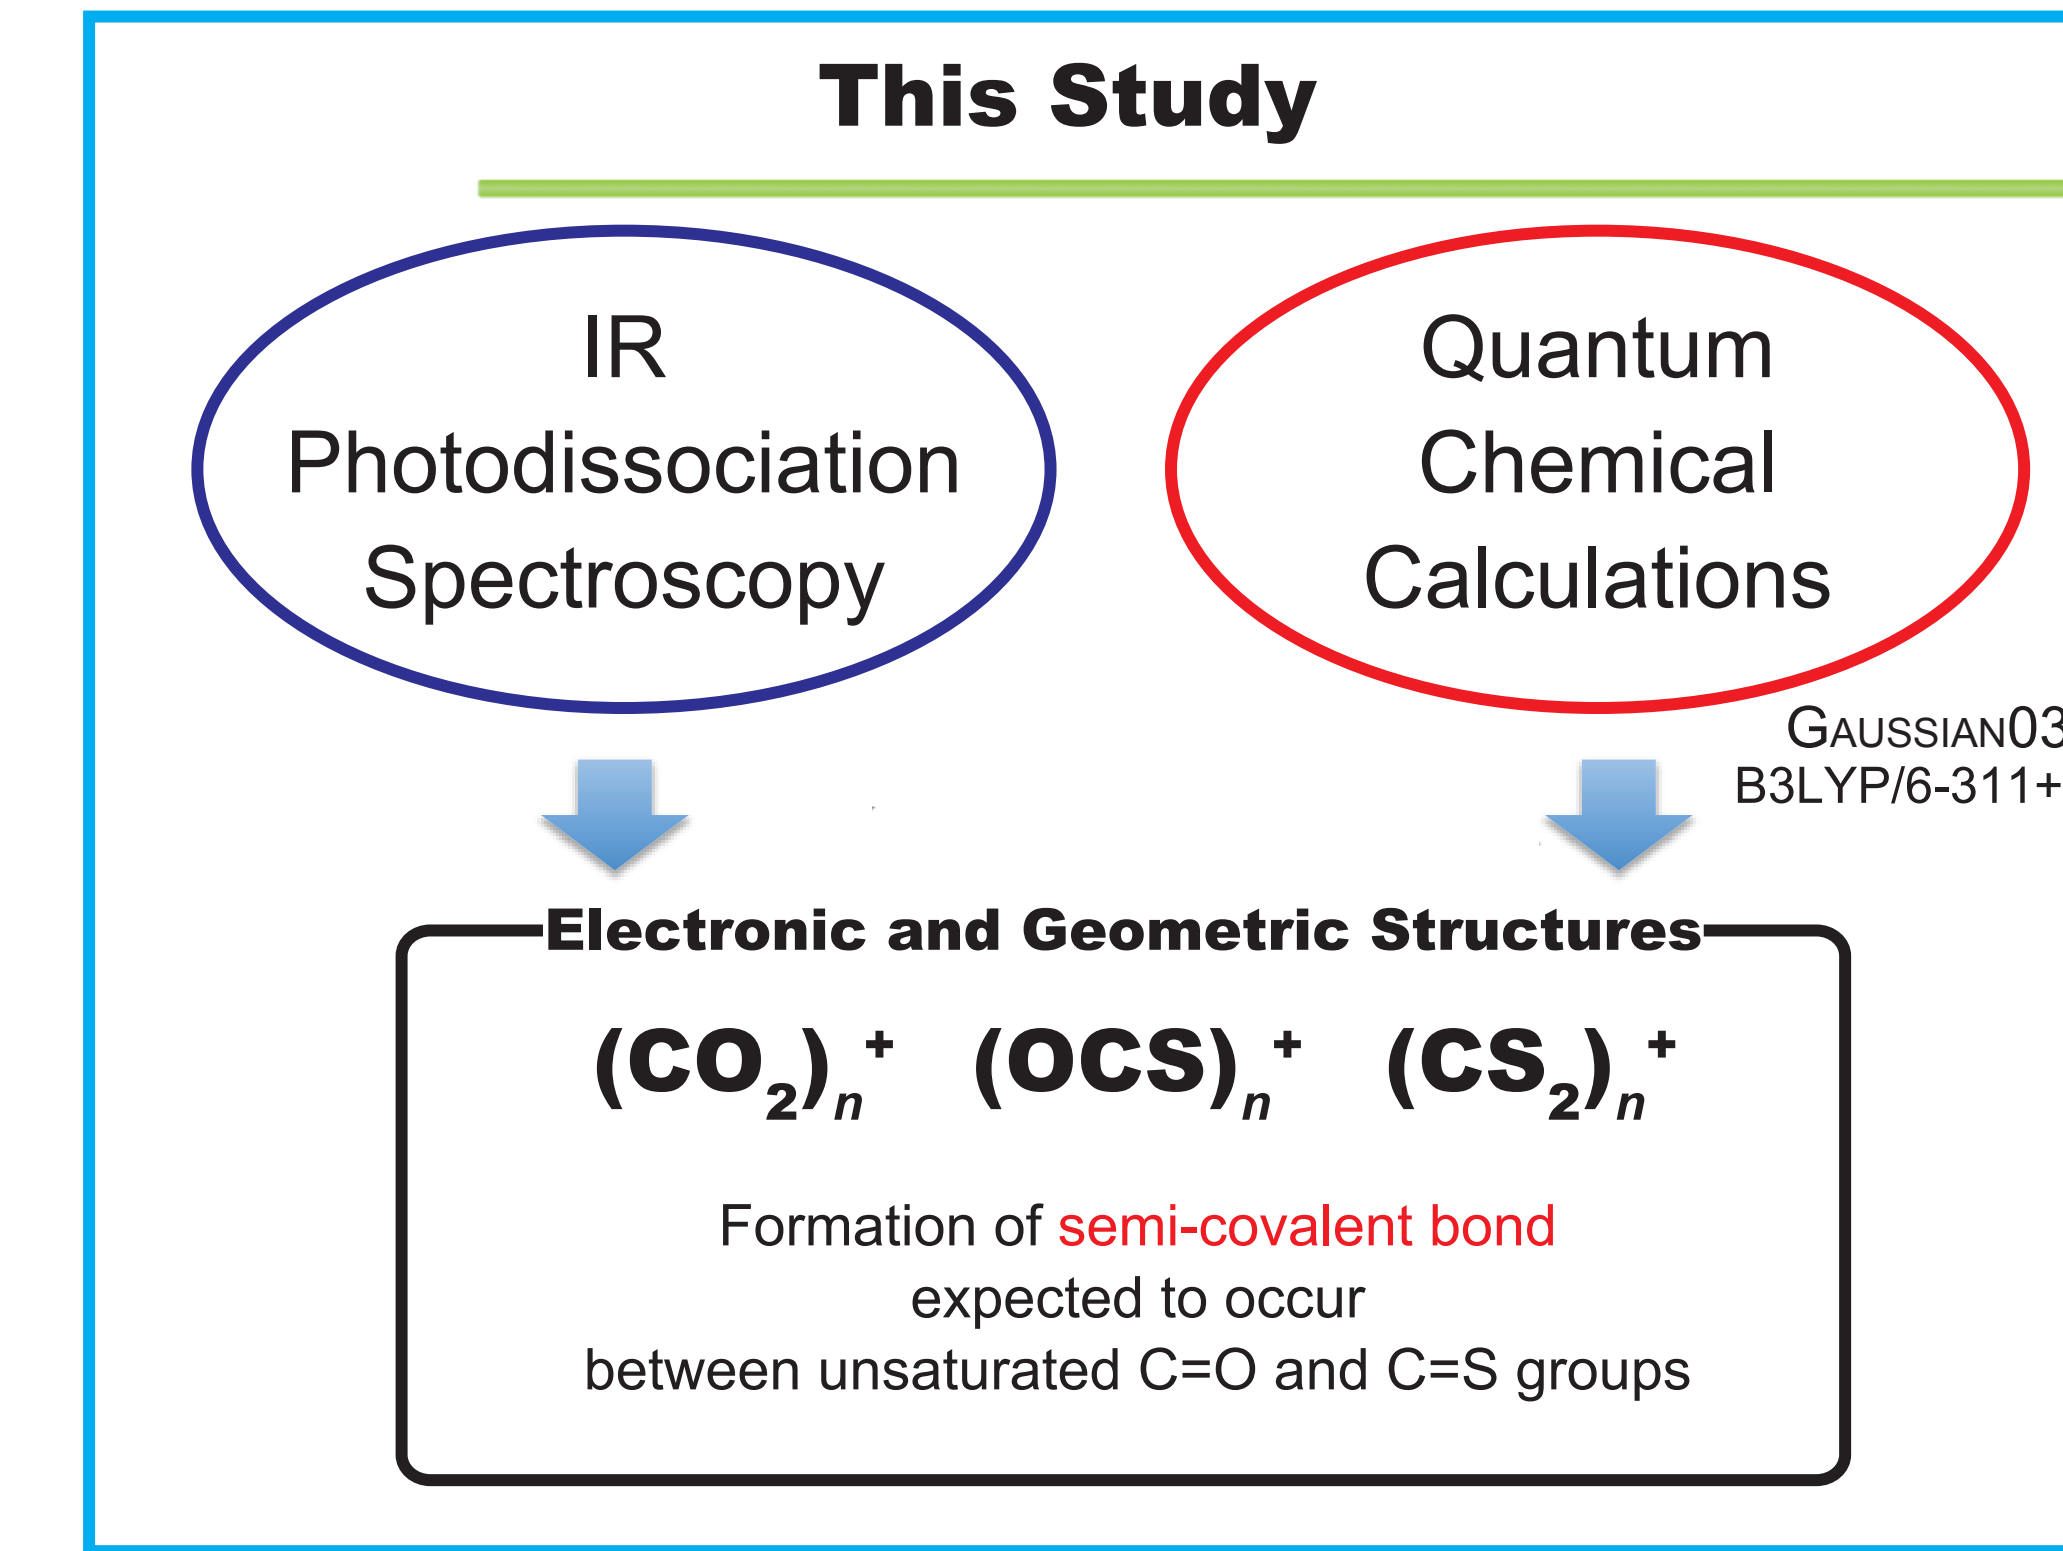 This Study
IR
Photodissociation
Spectroscopy
Quantum
Chemical
Calculations
GAUSSIAN03
B3LYP/6-311+
Electronic and Geometric Structures
(CO₂)ₙ⁺ (OCS)ₙ⁺ (CS₂)ₙ⁺
Formation of semi-covalent bond
expected to occur
between unsaturated C=O and C=S groups